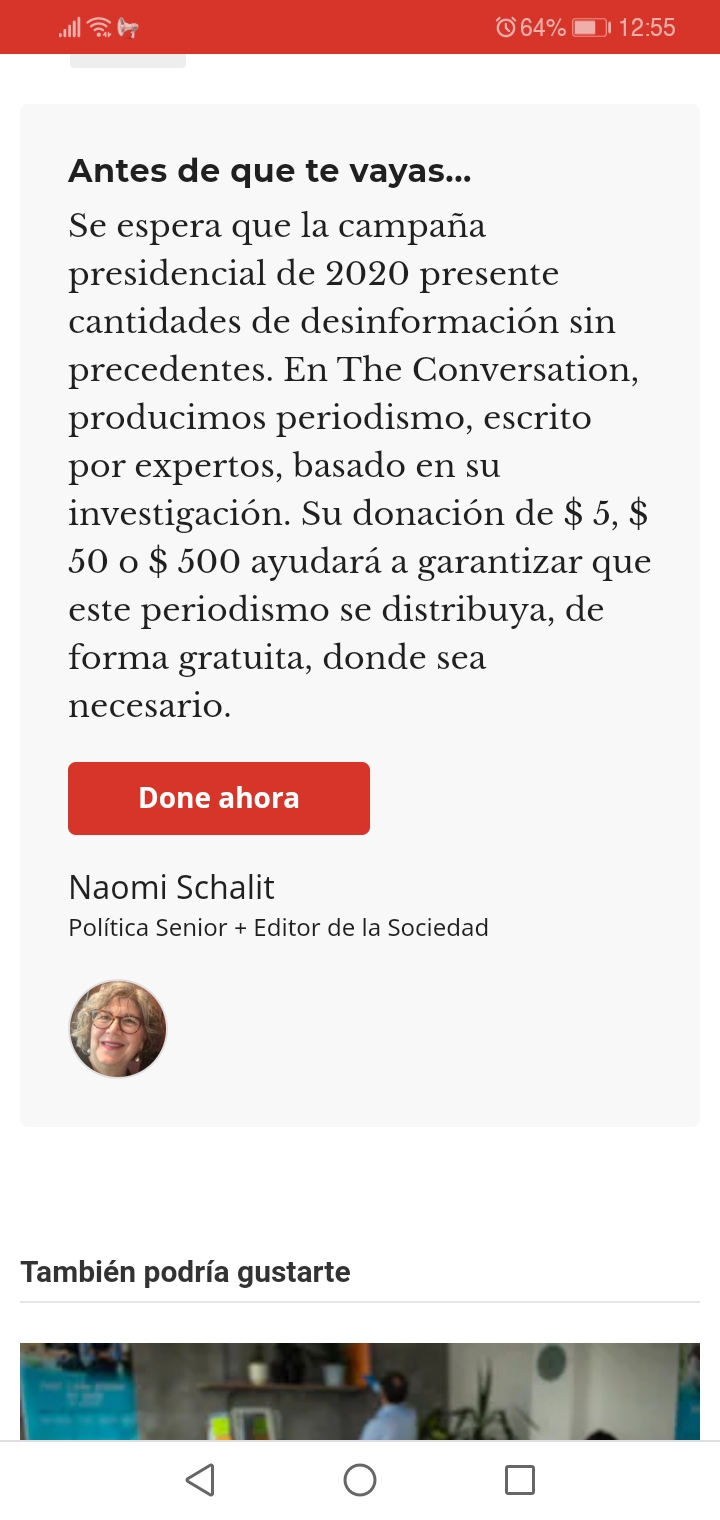 64% 12:55
Antes de que te vayas...
Se espera que la campaña
presidencial de 2020 presente
cantidades de desinformación sin
precedentes. En The Conversation,
producimos periodismo, escrito
por expertos, basado en su
investigación. Su donación de $ 5, $
50 o $ 500 ayudará a garantizar que
este periodismo se distribuya, de
forma gratuita, donde sea
necesario.
Done ahora
Naomi Schalit
Política Senior + Editor de la Sociedad
También podría gustarte